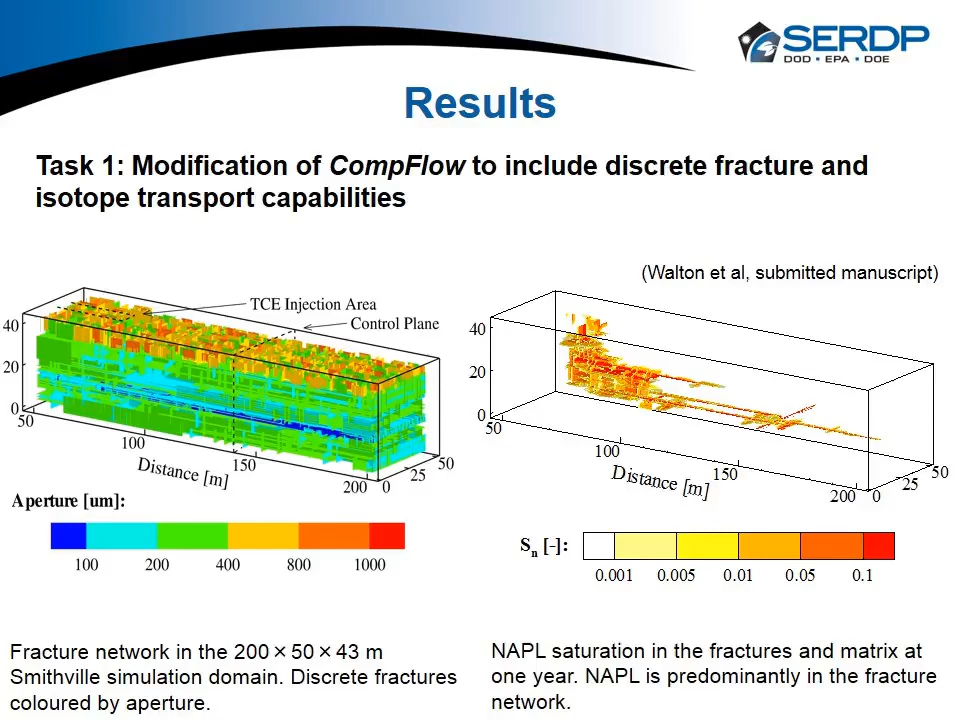 SERDP
DOD • EPA • DOE
Results
Task 1: Modification of CompFlow to include discrete fracture and
isotope transport capabilities
(Walton et al, submitted manuscript)
TCE Injection Area
Control Plane
40
20
0
50
100
150
200
0
25
50
Distance [m]
Aperture [um]:
100 200 400 800 1000
40
20
0
50
100
150
200
0
25
50
Distance [m]
Sn [-]:
0.001 0.005 0.01 0.05 0.1
Fracture network in the 200 × 50 × 43 m
Smithville simulation domain. Discrete fractures
coloured by aperture.
NAPL saturation in the fractures and matrix at
one year. NAPL is predominantly in the fracture
network.